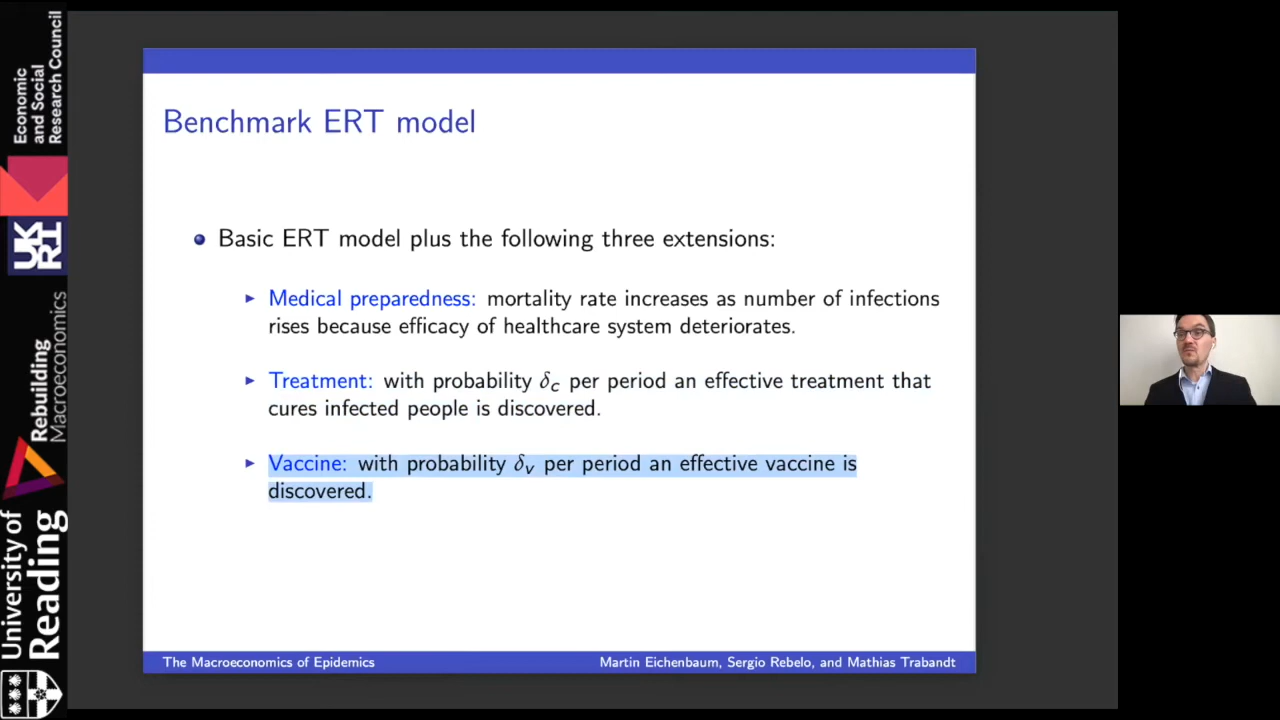 Economic
and Social
Research Council
UK
RI
Rebuilding
Macroeconomics
University of
Reading
Benchmark ERT model
Basic ERT model plus the following three extensions:
Medical preparedness: mortality rate increases as number of infections
rises because efficacy of healthcare system deteriorates.
Treatment: with probability δc per period an effective treatment that
cures infected people is discovered.
Vaccine: with probability δv per period an effective vaccine is
discovered.
The Macroeconomics of Epidemics
Martin Eichenbaum, Sergio Rebelo, and Mathias Trabandt